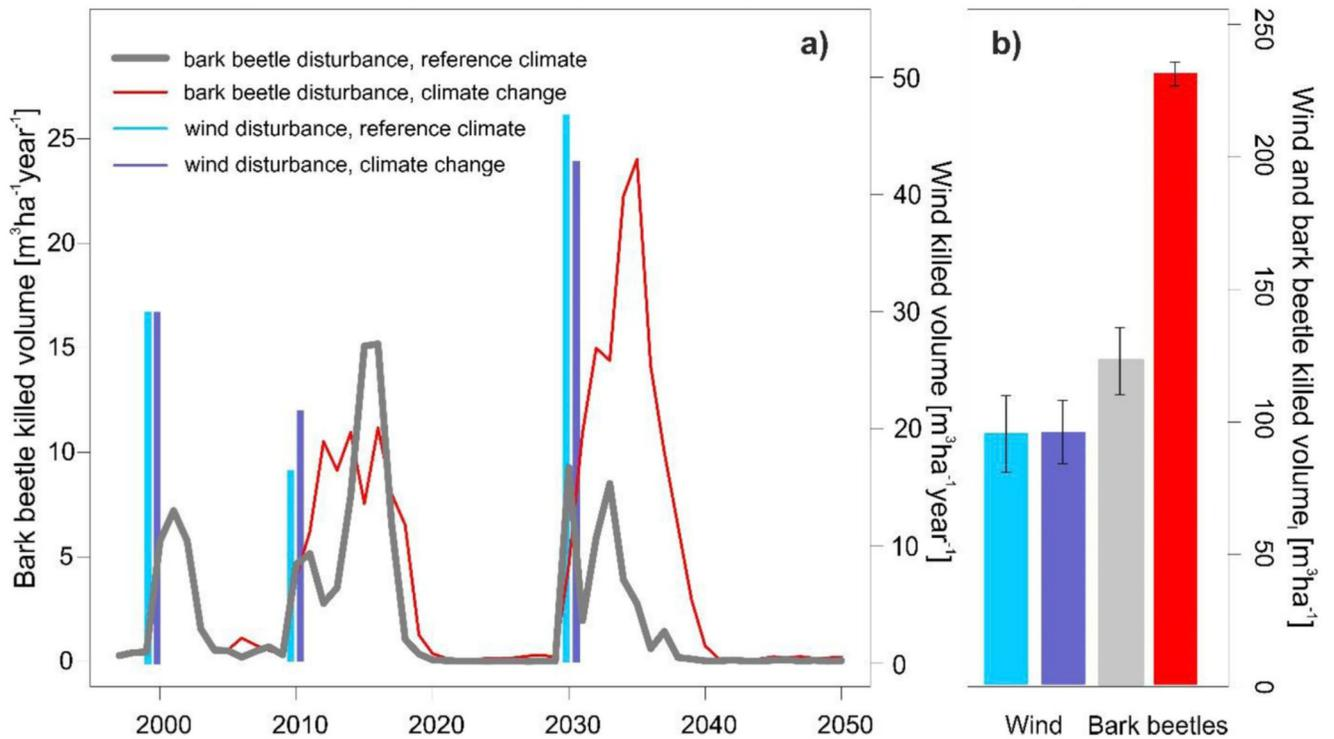 a)
b)
bark beetle disturbance, reference climate
bark beetle disturbance, climate change
wind disturbance, reference climate
wind disturbance, climate change
Bark beetle killed volume [m³ha⁻¹year⁻¹]
25
20
15
10
5
0
50
40
30
20
10
0
Wind killed volume [m³ha⁻¹year⁻¹]
2000 2010 2020 2030 2040 2050
250
200
150
100
50
0
Wind and bark beetle killed volume, [m³ha⁻¹]
Wind Bark beetles